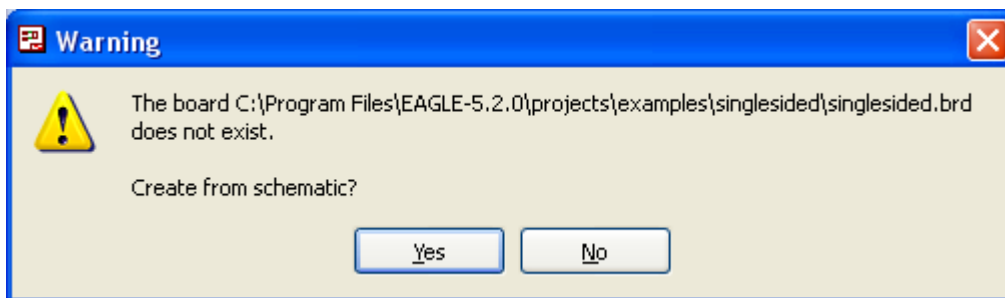 Warning
The board C:\Program Files\EAGLE-5.2.0\projects\examples\singlesided\singlesided.brd
does not exist.
Create from schematic?
Yes
No